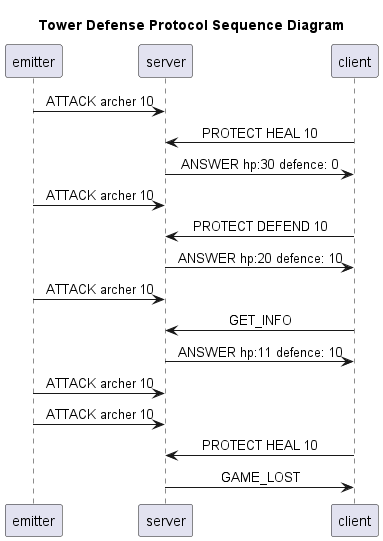 Tower Defense Protocol Sequence Diagram
emitter server client
ATTACK archer 10
PROTECT HEAL 10
ANSWER hp:30 defence: 0
ATTACK archer 10
PROTECT DEFEND 10
ANSWER hp:20 defence: 10
ATTACK archer 10
GET_INFO
ANSWER hp:11 defence: 10
ATTACK archer 10
ATTACK archer 10
PROTECT HEAL 10
GAME_LOST
emitter server client